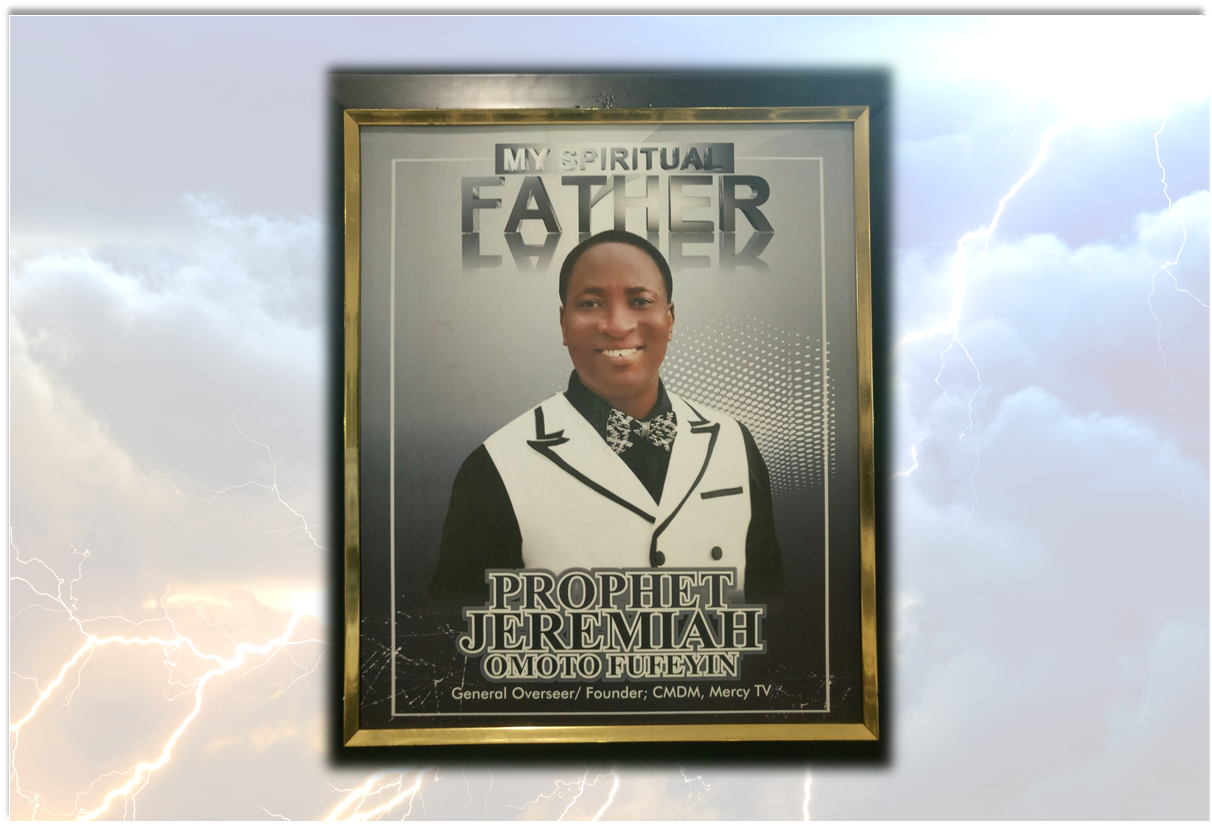 MY SPIRITUAL
FATHER
PROPHET
JEREMIAH
OMOTO FUFEYIN
General Overseer/ Founder; CMDM, Mercy TV